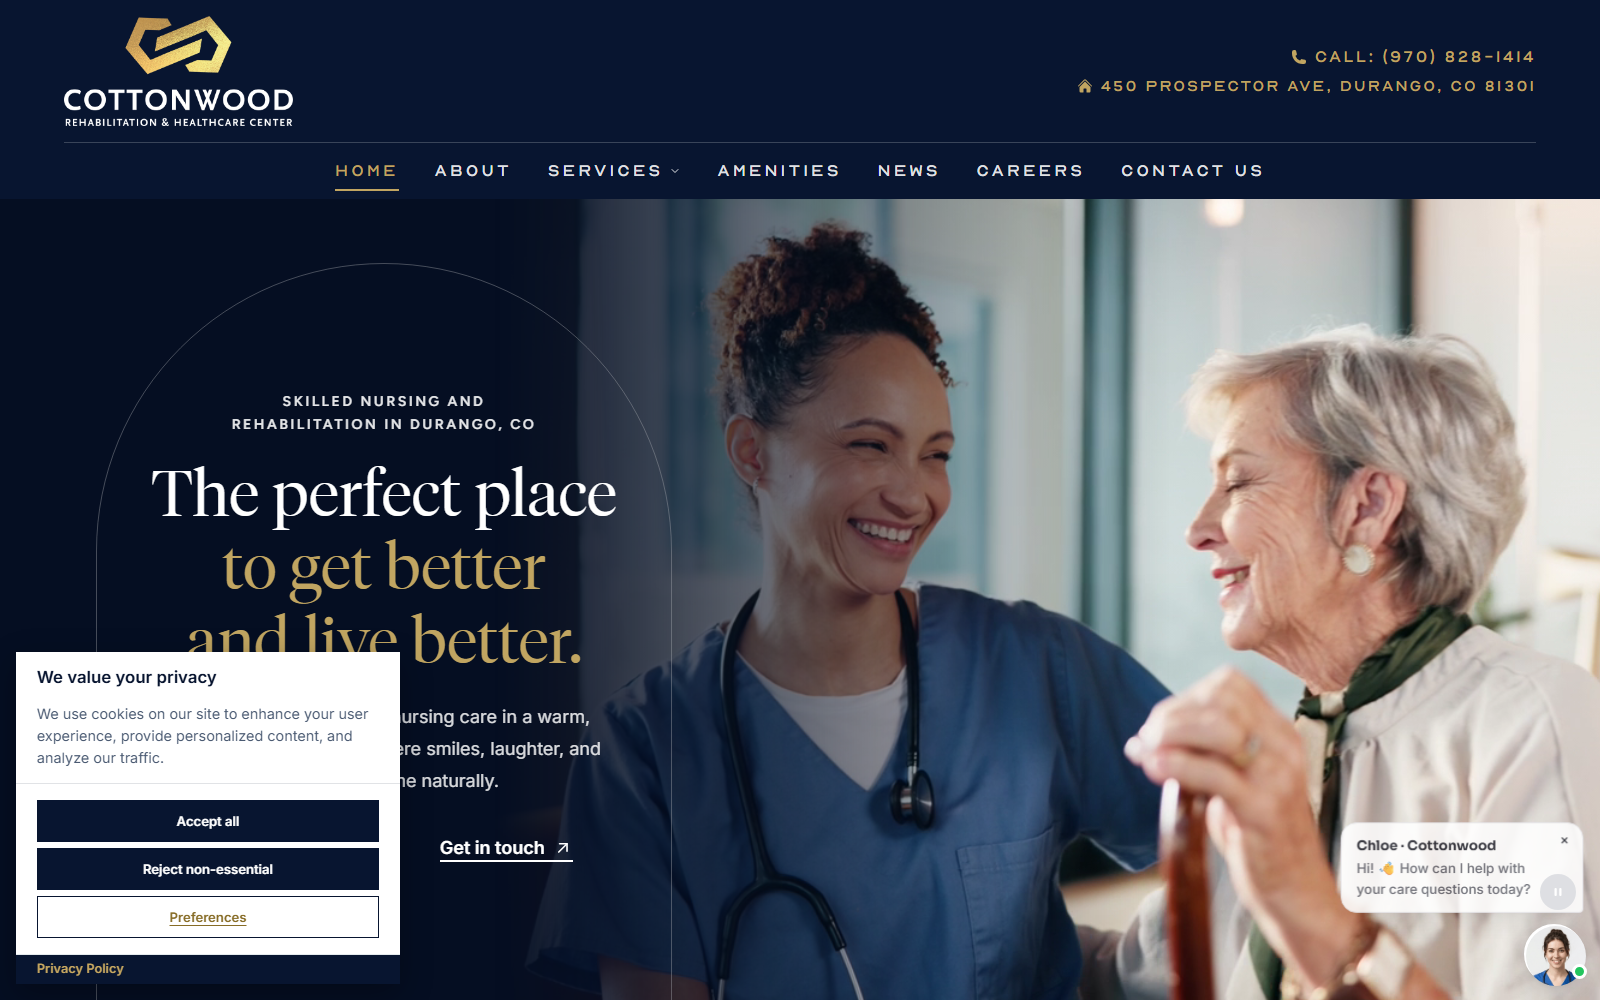 COTTONWOOD
REHABILITATION & HEALTHCARE CENTER
CALL: (970) 828-1414
450 PROSPECTOR AVE, DURANGO, CO 81301
HOME ABOUT SERVICES AMENITIES NEWS CAREERS CONTACT US
SKILLED NURSING AND
REHABILITATION IN DURANGO, CO
The perfect place
to get better
and live better.
nursing care in a warm,
smiles, laughter, and
naturally.
Get in touch
We value your privacy
We use cookies on our site to enhance your user
experience, provide personalized content, and
analyze our traffic.
Accept all
Reject non-essential
Preferences
Privacy Policy
Chloe · Cottonwood
Hi! 👋 How can I help with
your care questions today?